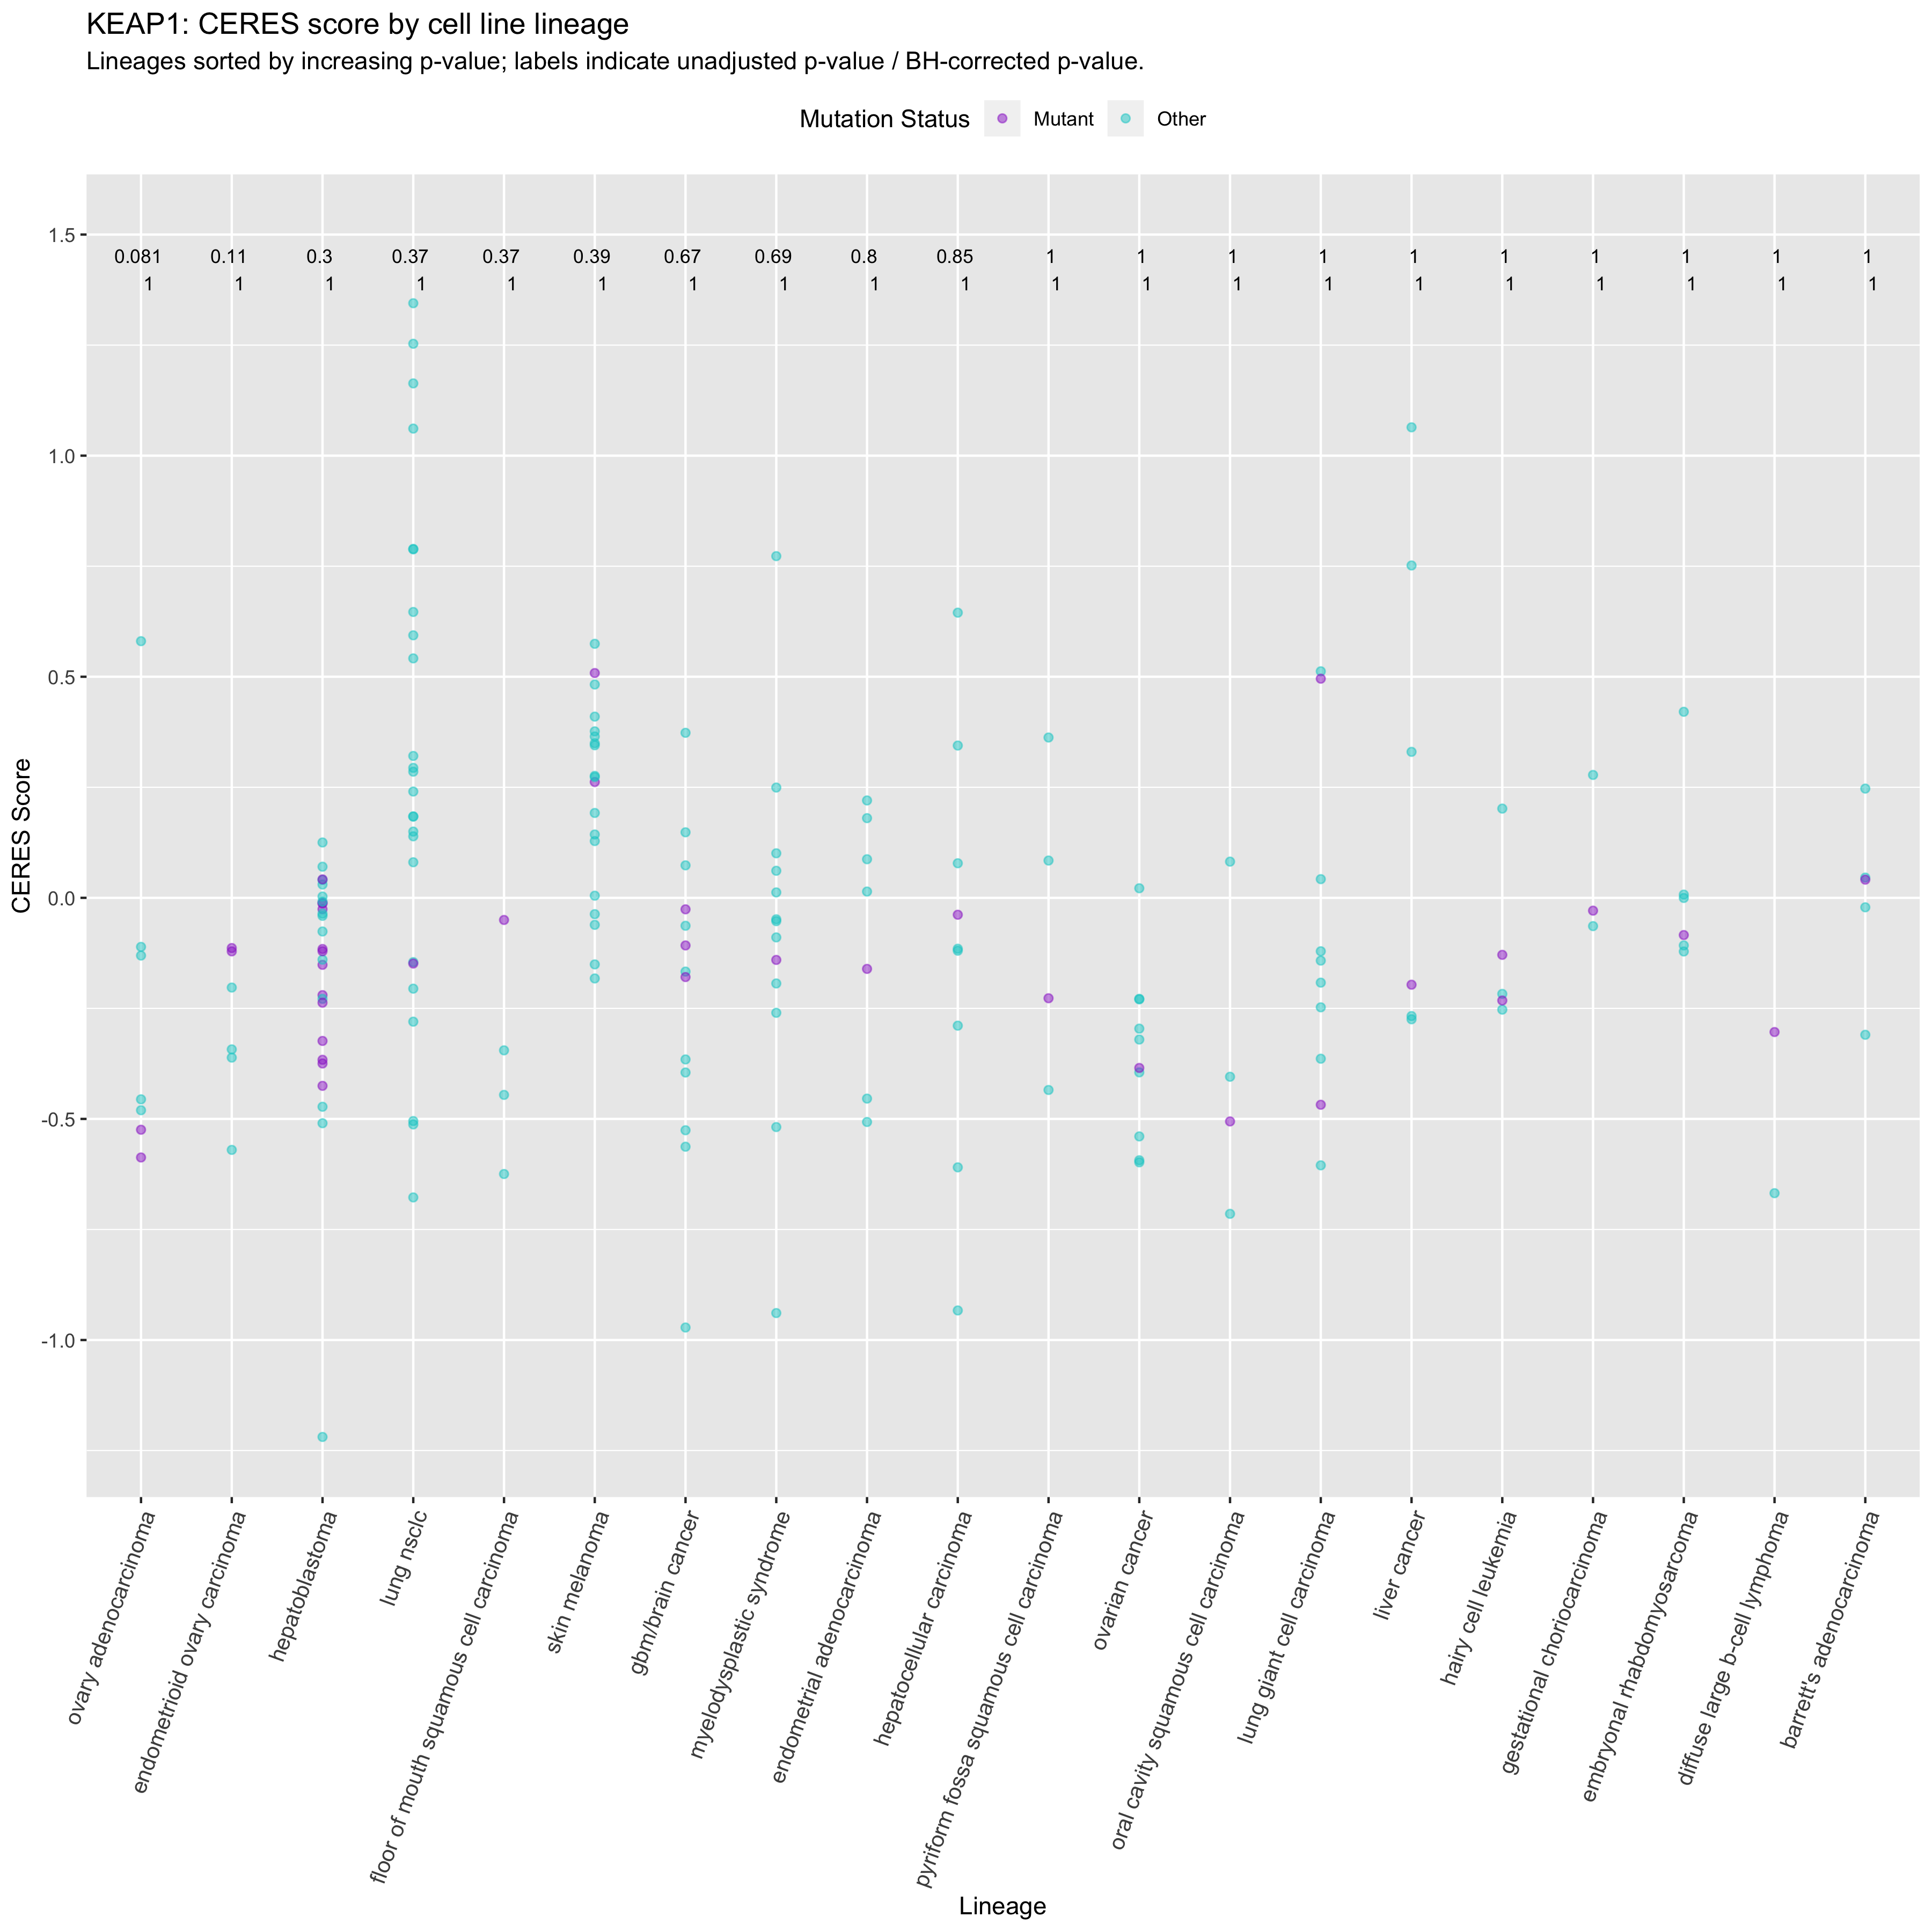 KEAP1: CERES score by cell line lineage
Lineages sorted by increasing p-value; labels indicate unadjusted p-value / BH-corrected p-value.
Mutation Status Mutant Other
1.5
0.081 0.11 0.3 0.37 0.37 0.39 0.67 0.69 0.8 0.85 1 1 1 1 1 1 1 1 1 1
1 1 1 1 1 1 1 1 1 1 1 1 1 1 1 1 1 1 1 1
1.0
0.5
0.0
-0.5
-1.0
CERES Score
ovary adenocarcinoma
endometrioid ovary carcinoma
hepatoblastoma
lung nsclc
floor of mouth squamous cell carcinoma
skin melanoma
gbm/brain cancer
myelodysplastic syndrome
endometrial adenocarcinoma
hepatocellular carcinoma
pyriform fossa squamous cell carcinoma
ovarian cancer
oral cavity squamous cell carcinoma
lung giant cell carcinoma
liver cancer
hairy cell leukemia
gestational choriocarcinoma
embryonal rhabdomyosarcoma
diffuse large b-cell lymphoma
barrett's adenocarcinoma
Lineage